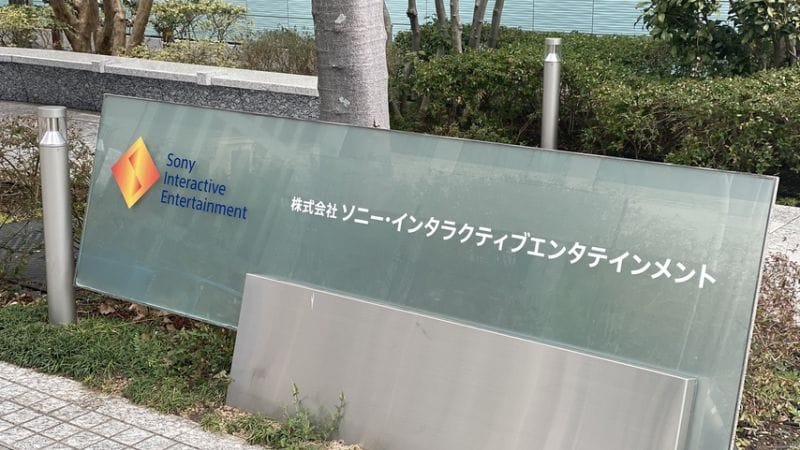 Sony
Interactive
Entertainment
株式会社 ソニー・インタラクティブエンタテインメント